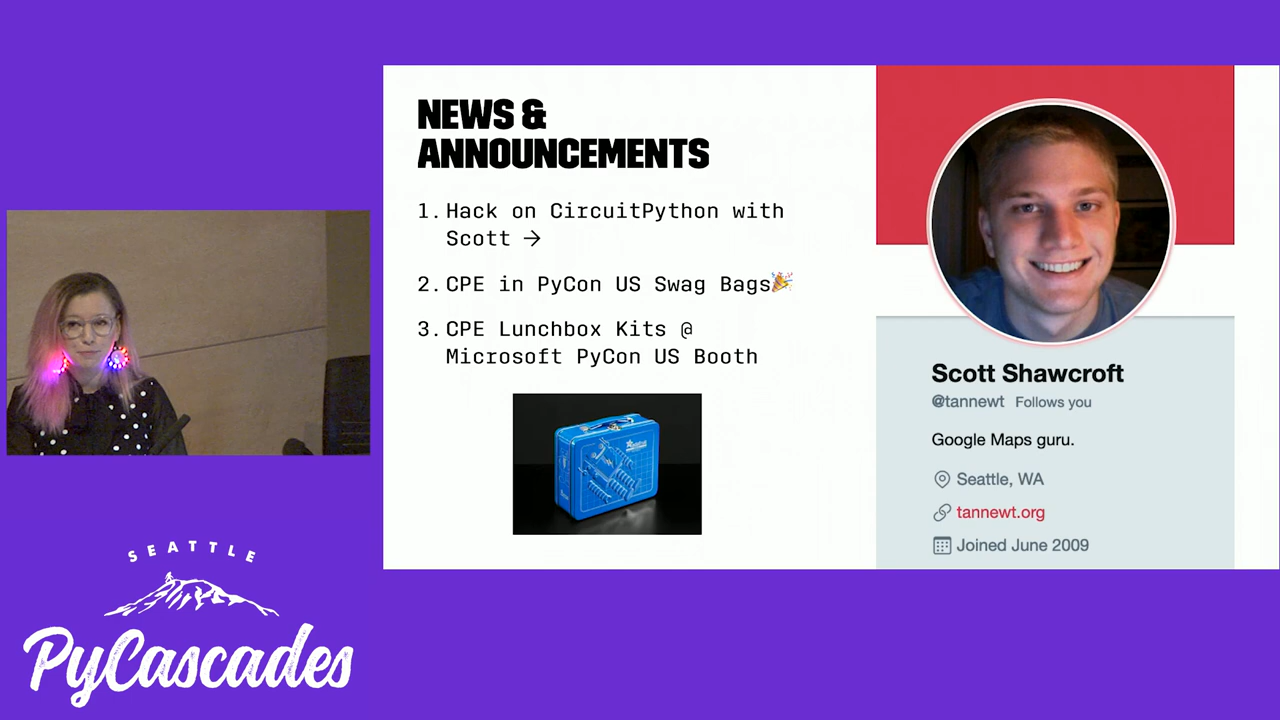 NEWS &
ANNOUNCEMENTS
1. Hack on CircuitPython with
Scott →
2. CPE in PyCon US Swag Bags🎉
3. CPE Lunchbox Kits @
Microsoft PyCon US Booth
Scott Shawcroft
@tannewt Follows you
Google Maps guru.
Seattle, WA
tannewt.org
Joined June 2009
SEATTLE
PyCascades